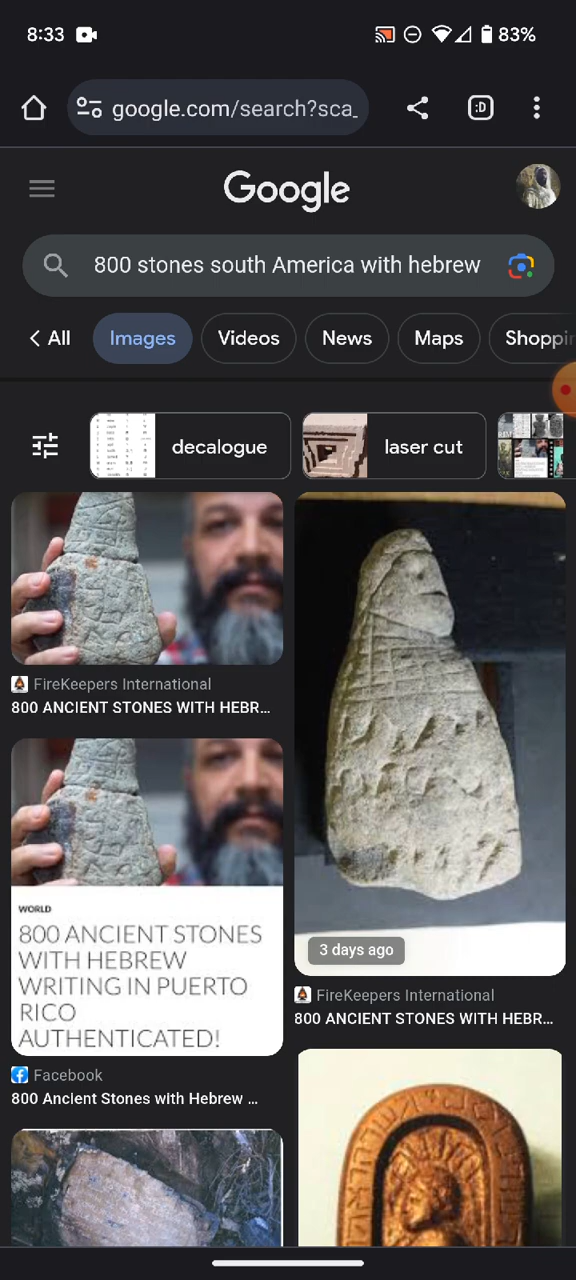 8:33
83%
google.com/search?sca_
:D
Google
800 stones south America with hebrew
All
Images
Videos
News
Maps
Shoppin
decalogue
laser cut
FireKeepers International
800 ANCIENT STONES WITH HEBR...
WORLD
800 ANCIENT STONES
WITH HEBREW
WRITING IN PUERTO
RICO
AUTHENTICATED!
Facebook
800 Ancient Stones with Hebrew ...
3 days ago
FireKeepers International
800 ANCIENT STONES WITH HEBR...